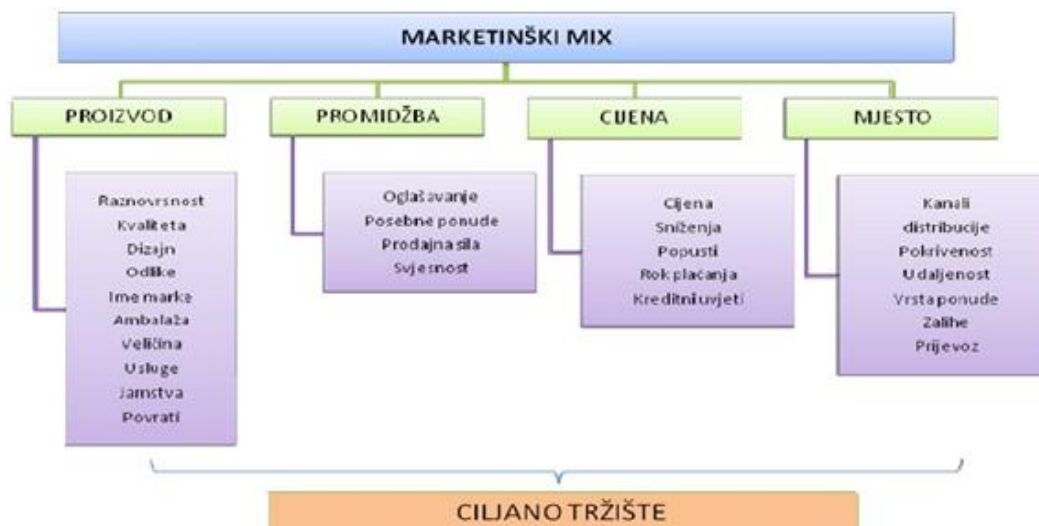 MARKETINŠKI MIX
PROIZVOD
Raznovrsnost
Kvaliteta
Dizajn
Odlike
Ime marke
Ambalaža
Veličina
Usluge
Jamstva
Povrati
PROMIDŽBA
Oglašavanje
Posebne ponude
Prodajna sila
Svjesnost
CIJENA
Cijena
Sniženja
Popusti
Rok plaćanja
Kreditni uvjeti
MJESTO
Kanali
distribucije
Pokrivenost
Udaljenost
Vrsta ponude
Zalihe
Prijevoz
CILJANO TRŽIŠTE